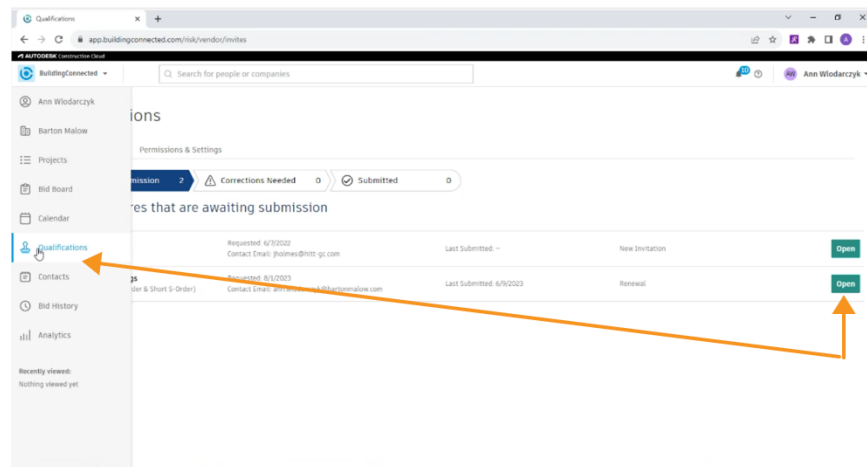 Qualifications
app.buildingconnected.com/risk/vendor/invites
AUTODESK Construction Cloud
BuildingConnected
Search for people or companies
10
AW Ann Wlodarczyk
Ann Wlodarczyk
Barton Malow
Projects
Bid Board
Calendar
Qualifications
Contacts
Bid History
Analytics
Recently viewed:
Nothing viewed yet
ions
Permissions & Settings
mission 2 Corrections Needed 0 Submitted 0
res that are awaiting submission
Requested: 6/7/2022
Contact Email: jholmes@hitt-gc.com
Last Submitted: --
New Invitation
Open
gs
der & Short S-Order)
Requested: 8/1/2023
Contact Email:
Last Submitted: 6/9/2023
Renewal
Open